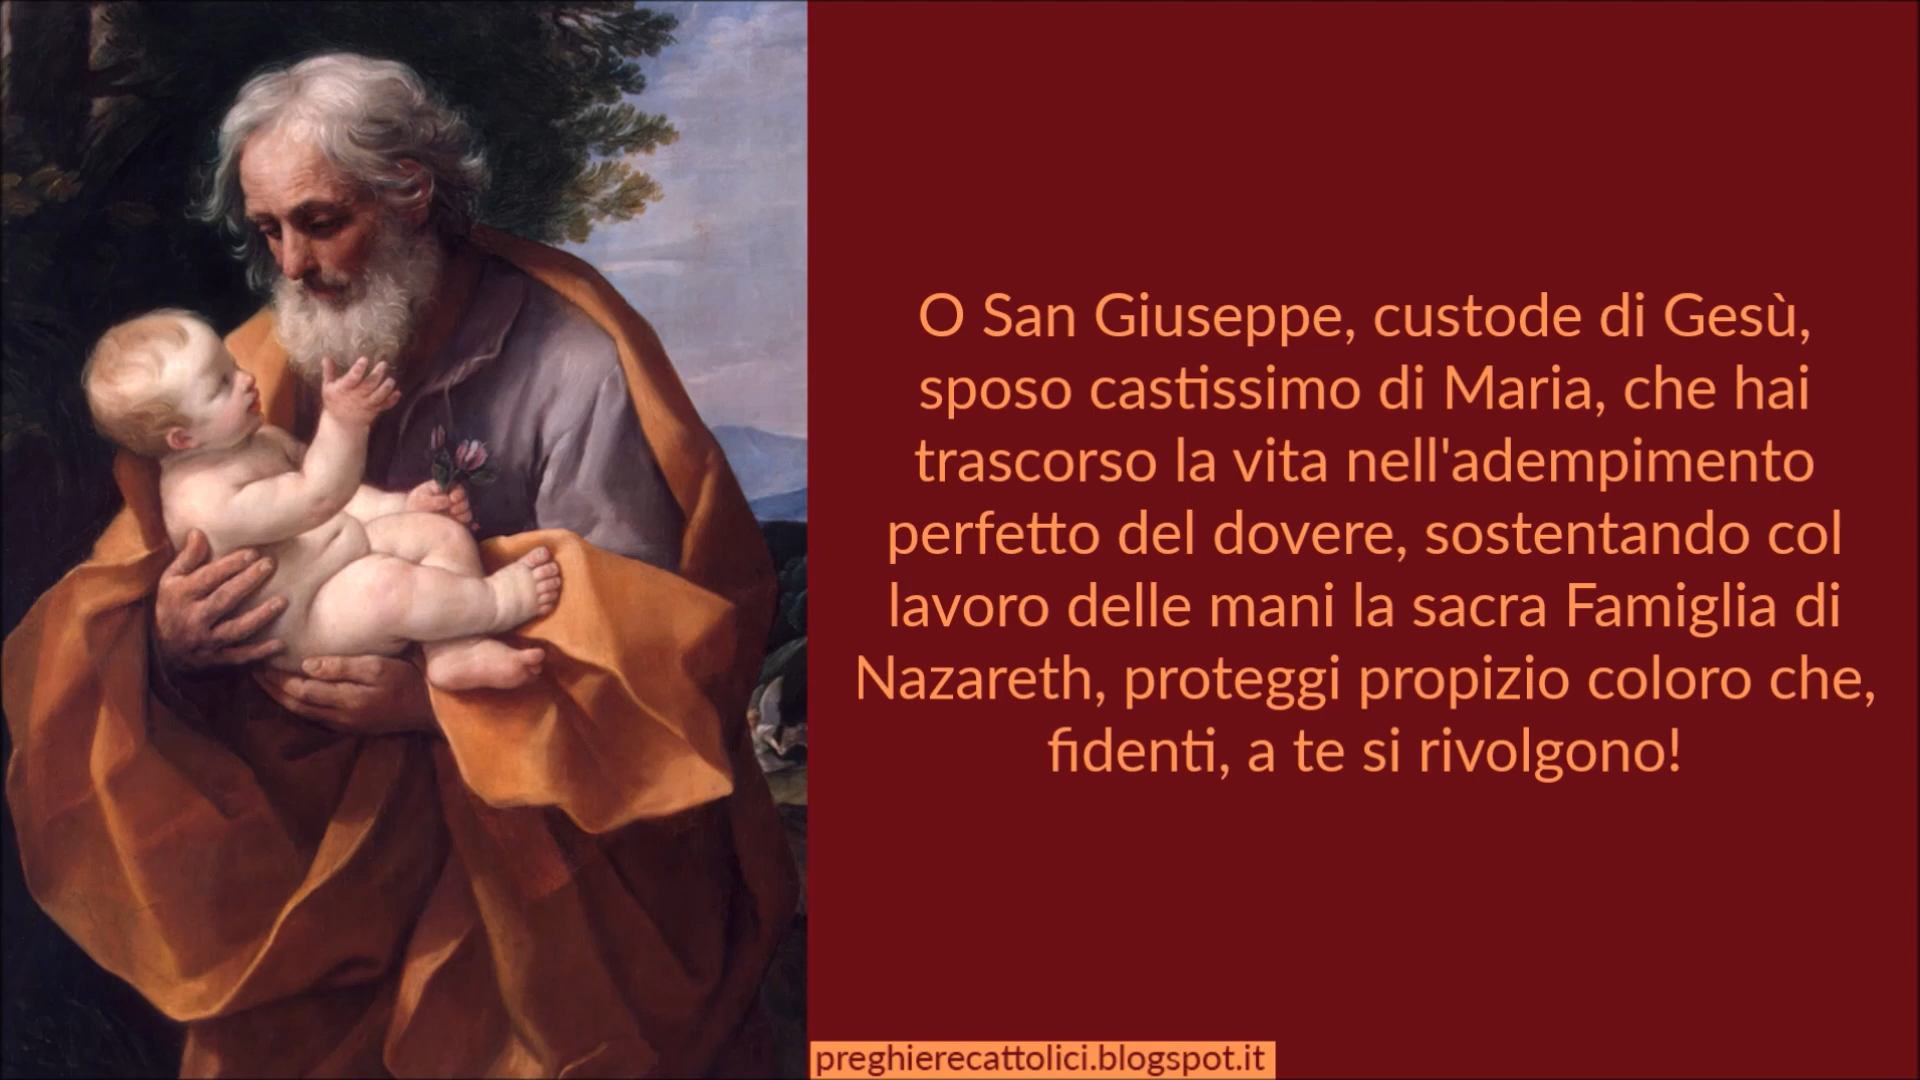 O San Giuseppe, custode di Gesù,
sposo castissimo di Maria, che hai
trascorso la vita nell'adempimento
perfetto del dovere, sostentando col
lavoro delle mani la sacra Famiglia di
Nazareth, proteggi propizio coloro che,
fidenti, a te si rivolgono!
preghierecattolici.blogspot.it